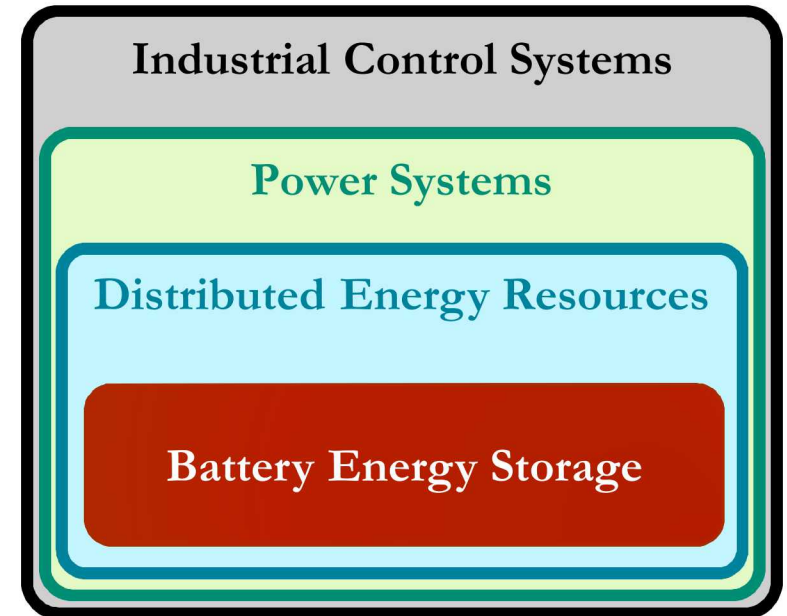 Industrial Control Systems
Power Systems
Distributed Energy Resources
Battery Energy Storage